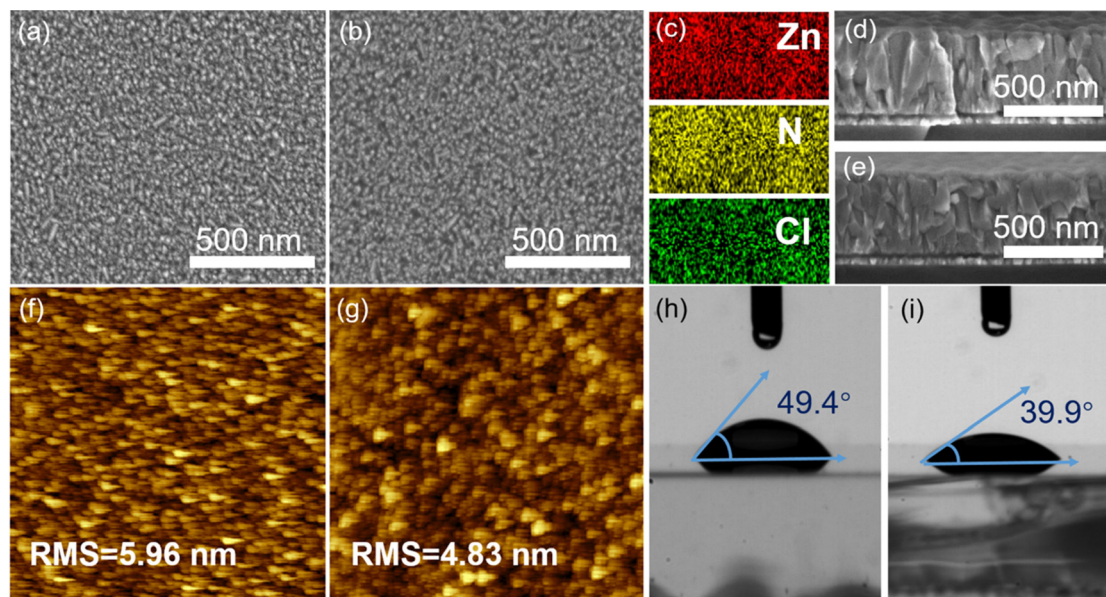 (a)
500 nm
(b)
500 nm
(c)
Zn
N
Cl
(d)
500 nm
(e)
500 nm
(f)
RMS=5.96 nm
(g)
RMS=4.83 nm
(h)
49.4°
(i)
39.9°